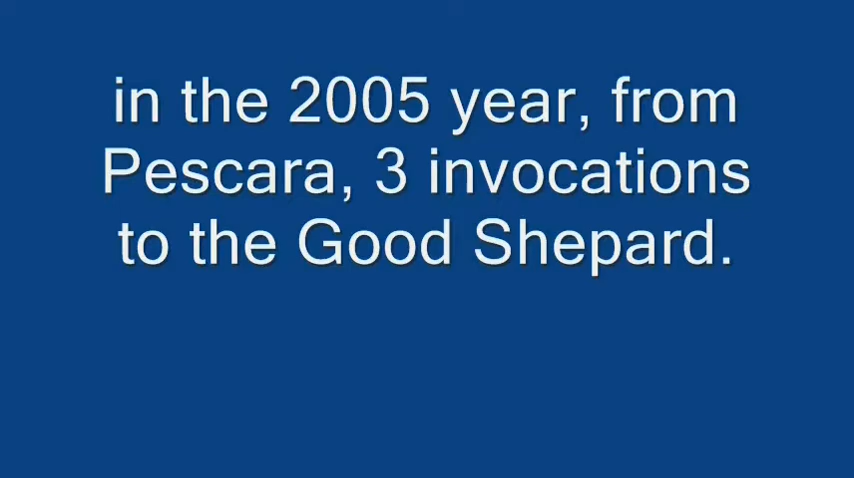 in the 2005 year, from
Pescara, 3 invocations
to the Good Shepard.